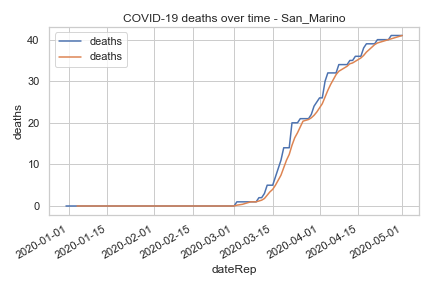 COVID-19 deaths over time - San_Marino
deaths
deaths
40
30
20
10
0
deaths
2020-01-01
2020-01-15
2020-02-01
2020-02-15
2020-03-01
2020-03-15
2020-04-01
2020-04-15
2020-05-01
dateRep